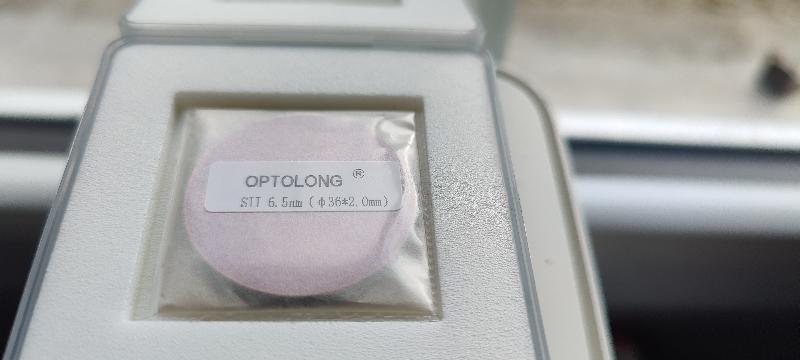 OPTOLONG ®
SII 6.5nm (φ36*2.0mm)